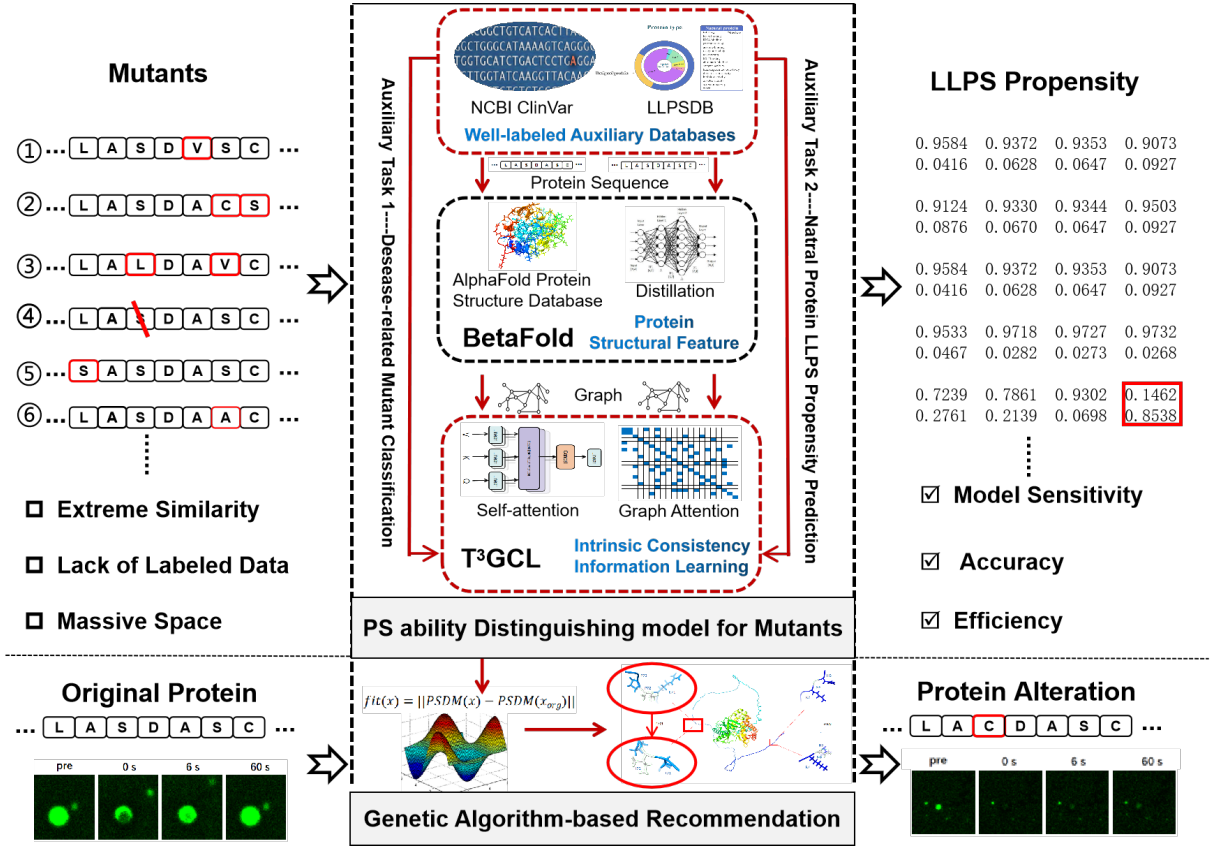 Mutants
① ... L A S D V S C ...
② ... L A S D A C S ...
③ ... L A L D A V C ...
④ ... L A S D A S C ...
⑤ ... S A S D A S C ...
⑥ ... L A S D A A C ...
Extreme Similarity
Lack of Labeled Data
Massive Space
GGCTGTCATCACTTA
GCTGGGCATAAAAGTCAGGGC
GGTGCATCTGACTCCTGAGGA
TTGGTATCAAGGTTACAA
Protein type
NCBI ClinVar
LLPSDB
Well-labeled Auxiliary Databases
Auxiliary Task 1----Desease-related Mutant Classification
Auxiliary Task 2----Natral Protein LLPS Propensity Prediction
... L A S D A S C ...
... L A S D A S C ...
Protein Sequence
AlphaFold Protein
Structure Database
Distillation
BetaFold
Protein
Structural Feature
Graph
V
K
Q
Self-attention
Graph Attention
T³GCL
Intrinsic Consistency
Information Learning
PS ability Distinguishing model for Mutants
LLPS Propensity
0.9584 0.9372 0.9353 0.9073
0.0416 0.0628 0.0647 0.0927
0.9124 0.9330 0.9344 0.9503
0.0876 0.0670 0.0647 0.0927
0.9584 0.9372 0.9353 0.9073
0.0416 0.0628 0.0647 0.0927
0.9533 0.9718 0.9727 0.9732
0.0467 0.0282 0.0273 0.0268
0.7239 0.7861 0.9302 0.1462
0.2761 0.2139 0.0698 0.8538
Model Sensitivity
Accuracy
Efficiency
Original Protein
... L A S D A S C ...
pre 0 s 6 s 60 s
fit(x) = ||PSDM(x) − PSDM(x_org)||
Genetic Algorithm-based Recommendation
Protein Alteration
... L A C D A S C ...
pre 0 s 6 s 60 s